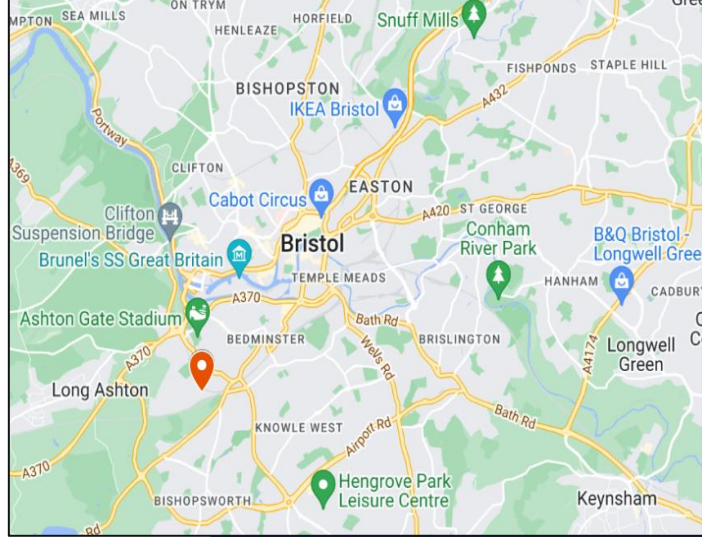 ON TRYM
SEA MILLS
MPTON
HENLEAZE
HORFIELD
Snuff Mills
FISHPONDS
STAPLE HILL
BISHOPSTON
IKEA Bristol
A432
Portway
A369
CLIFTON
EASTON
Cabot Circus
A420
ST GEORGE
Clifton
Suspension Bridge
Bristol
Conham
River Park
B&Q Bristol -
Longwell Gree
Brunel's SS Great Britain
TEMPLE MEADS
HANHAM
CADBUR
A370
Ashton Gate Stadium
Bath Rd
BEDMINSTER
BRISLINGTON
A4174
Longwell
Green
A370
Wells Rd
Long Ashton
Bath Rd
KNOWLE WEST
Airport Rd
A370
Hengrove Park
Leisure Centre
BISHOPSWORTH
Keynsham
Rd